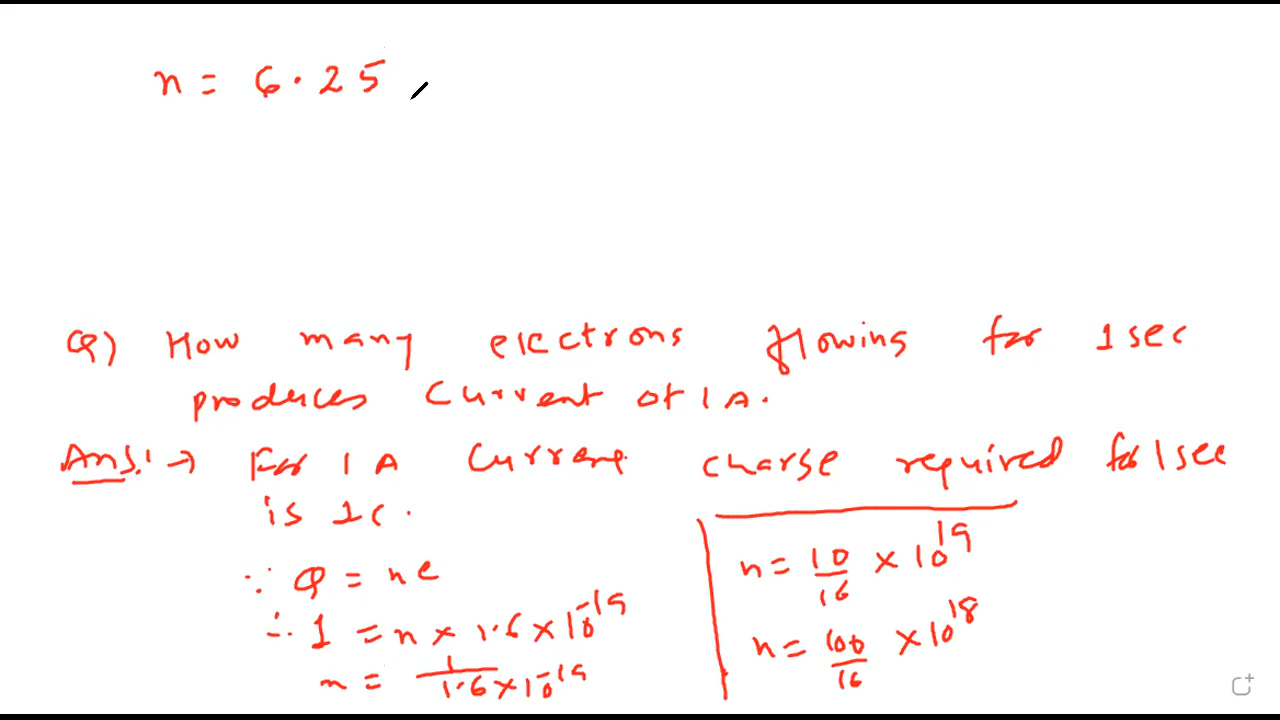 n = 6.25
Q) How many electrons flowing for 1 sec
produces current of 1 A.
Ans: → For 1 A current charge required for 1 sec
is 1C.
∵ Q = ne
∴ 1 = n × 1.6 × 10⁻¹⁹
n = 1/1.6×10⁻¹⁹
n = 10/16 × 10¹⁹
n = 100/16 × 10¹⁸